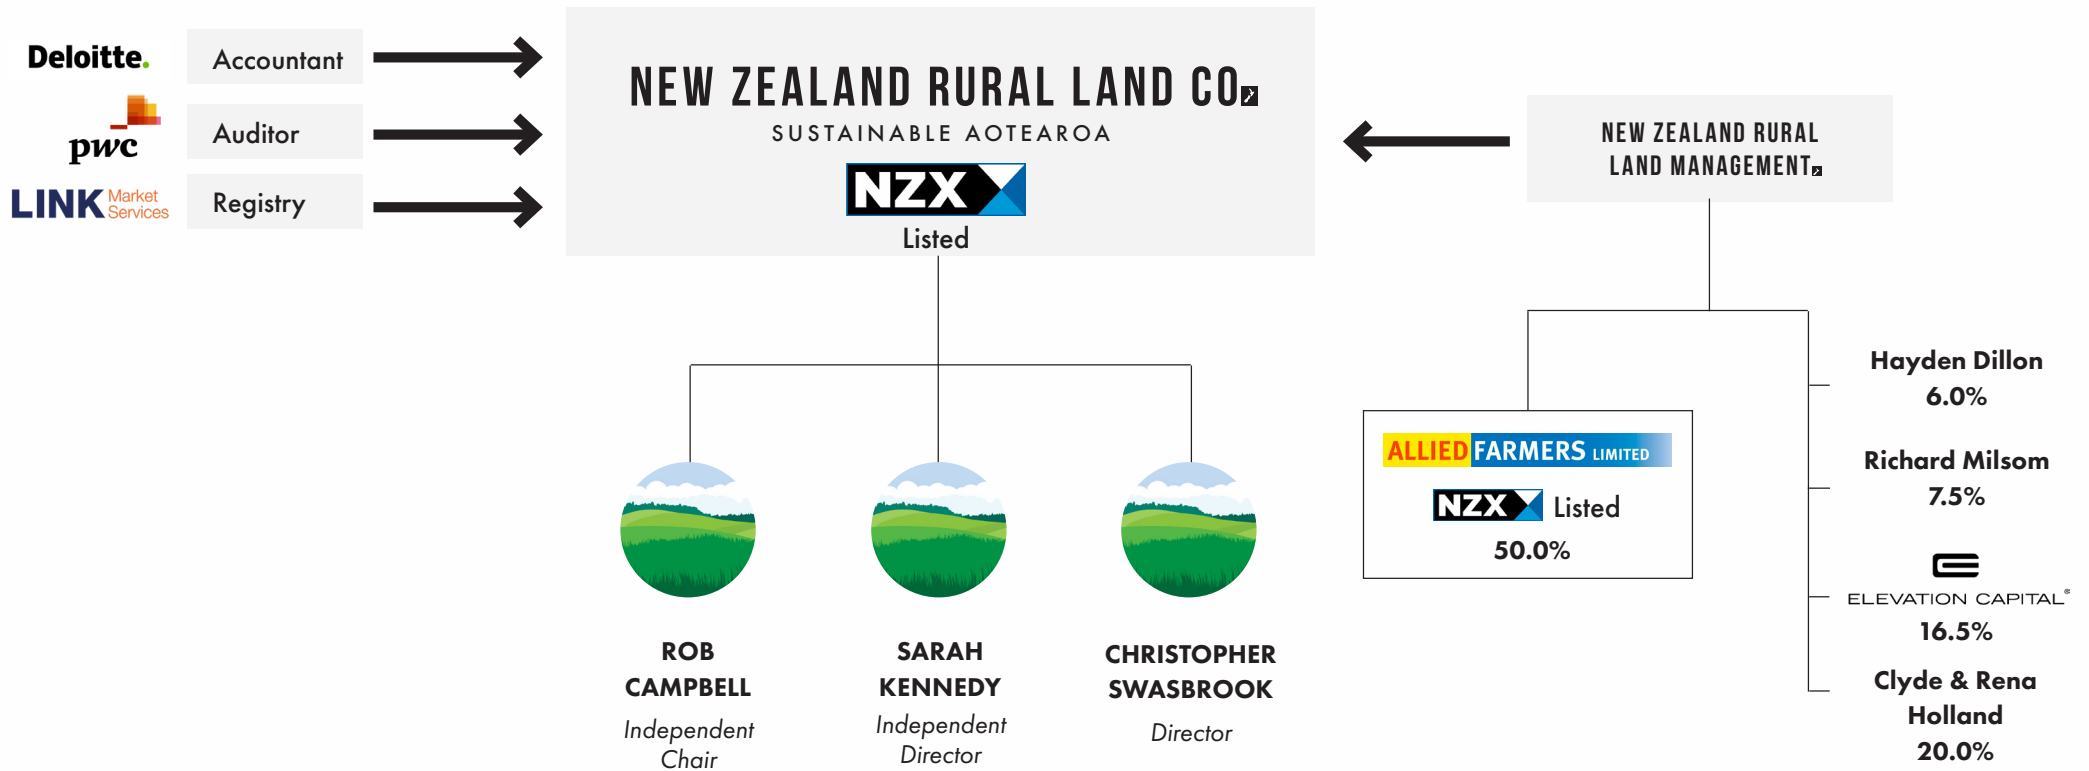 Deloitte.
Accountant
pwc
Auditor
LINK Market
Services
Registry
NEW ZEALAND RURAL LAND CO
SUSTAINABLE AOTEAROA
NZX
Listed
NEW ZEALAND RURAL
LAND MANAGEMENT
ROB
CAMPBELL
Independent
Chair
SARAH
KENNEDY
Independent
Director
CHRISTOPHER
SWASBROOK
Director
ALLIED FARMERS LIMITED
NZX Listed
50.0%
Hayden Dillon
6.0%
Richard Milsom
7.5%
ELEVATION CAPITAL®
16.5%
Clyde & Rena
Holland
20.0%